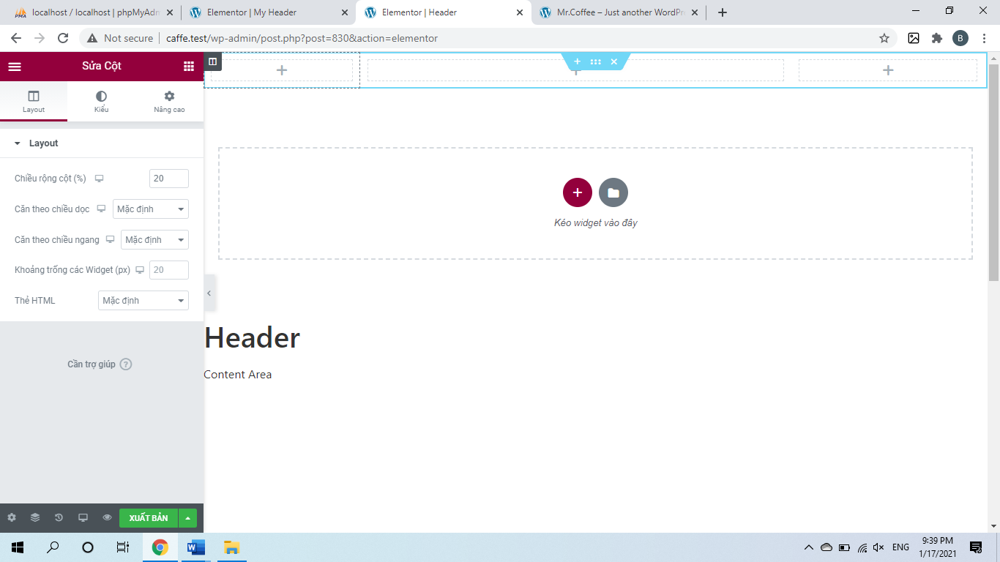 localhost / localhost | phpMyAdm
Elementor | My Header
Elementor | Header
Mr.Coffee – Just another WordPr
Not secure | caffe.test/wp-admin/post.php?post=830&action=elementor
B
Sửa Cột
Layout
Kiểu
Nâng cao
Layout
Chiều rộng cột (%)
20
Căn theo chiều dọc
Mặc định
Căn theo chiều ngang
Mặc định
Khoảng trống các Widget (px)
20
Thẻ HTML
Mặc định
Cần trợ giúp ?
XUẤT BẢN
Kéo widget vào đây
Header
Content Area
ENG
9:39 PM
1/17/2021